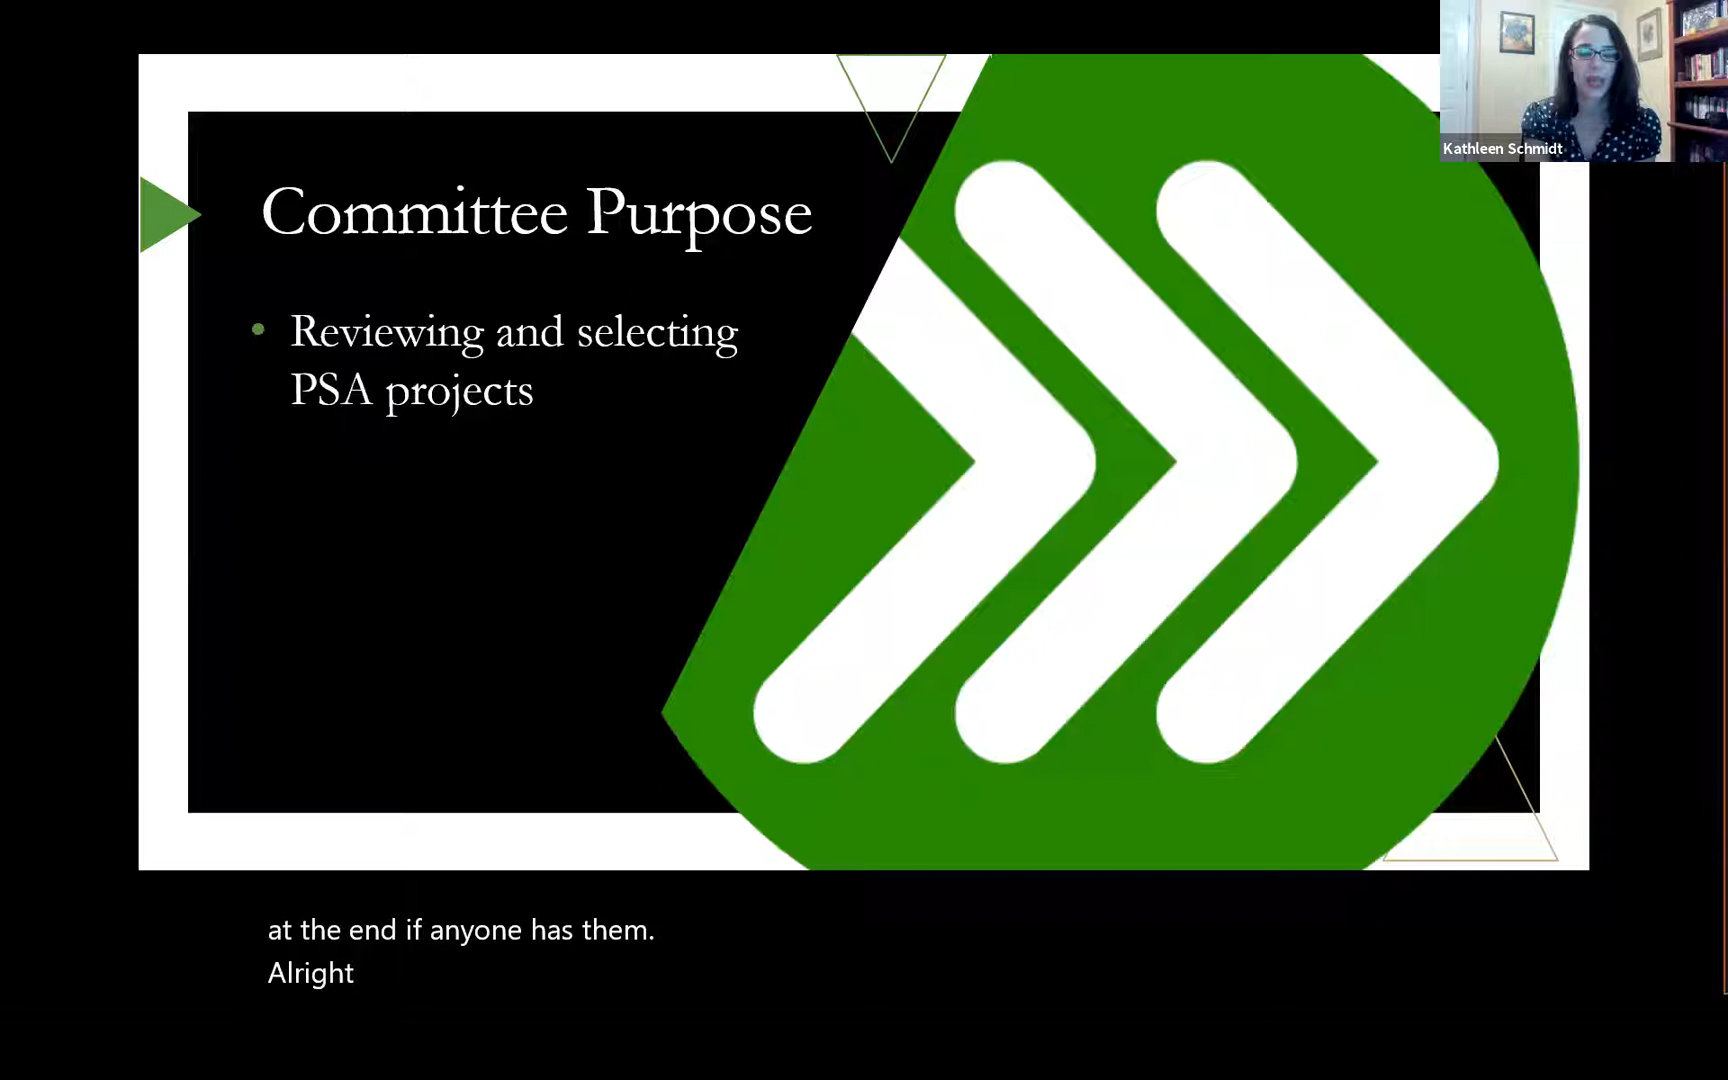 Kathleen Schmidt
Committee Purpose
• Reviewing and selecting
PSA projects
at the end if anyone has them.
Alright